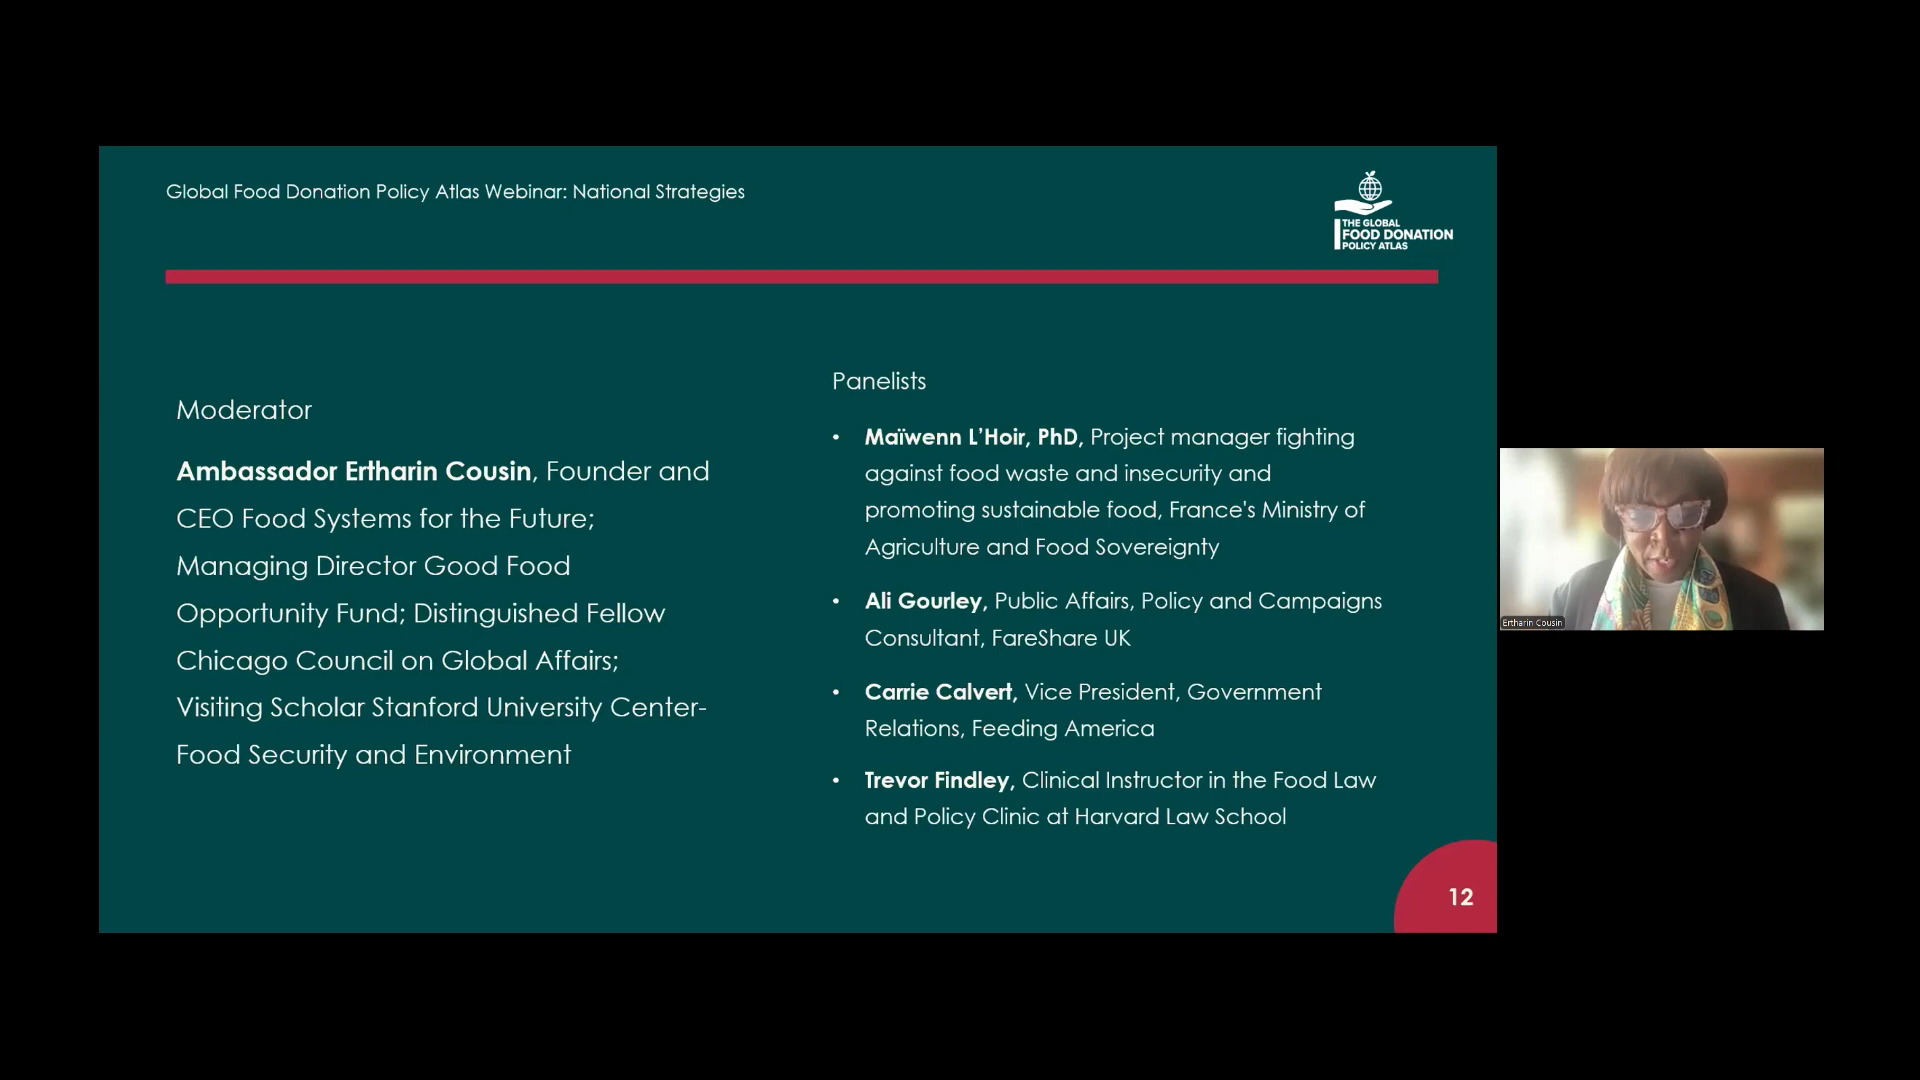 Global Food Donation Policy Atlas Webinar: National Strategies
THE GLOBAL
FOOD DONATION
POLICY ATLAS
Moderator
Ambassador Ertharin Cousin, Founder and
CEO Food Systems for the Future;
Managing Director Good Food
Opportunity Fund; Distinguished Fellow
Chicago Council on Global Affairs;
Visiting Scholar Stanford University Center-
Food Security and Environment
Panelists
• Maïwenn L'Hoir, PhD, Project manager fighting
against food waste and insecurity and
promoting sustainable food, France's Ministry of
Agriculture and Food Sovereignty
• Ali Gourley, Public Affairs, Policy and Campaigns
Consultant, FareShare UK
• Carrie Calvert, Vice President, Government
Relations, Feeding America
• Trevor Findley, Clinical Instructor in the Food Law
and Policy Clinic at Harvard Law School
12
Ertharin Cousin